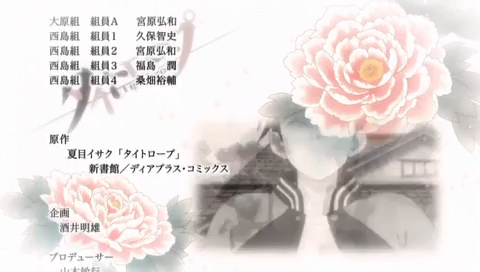 大原組　組員A　宮原弘和
西島組　組員1　久保智史
西島組　組員2　宮原弘和
西島組　組員3　福島　潤
西島組　組員4　桑畑裕輔
原作
夏目イサク「タイトロープ」
新書館/ディアプラス・コミックス
企画
酒井明雄
プロデューサー